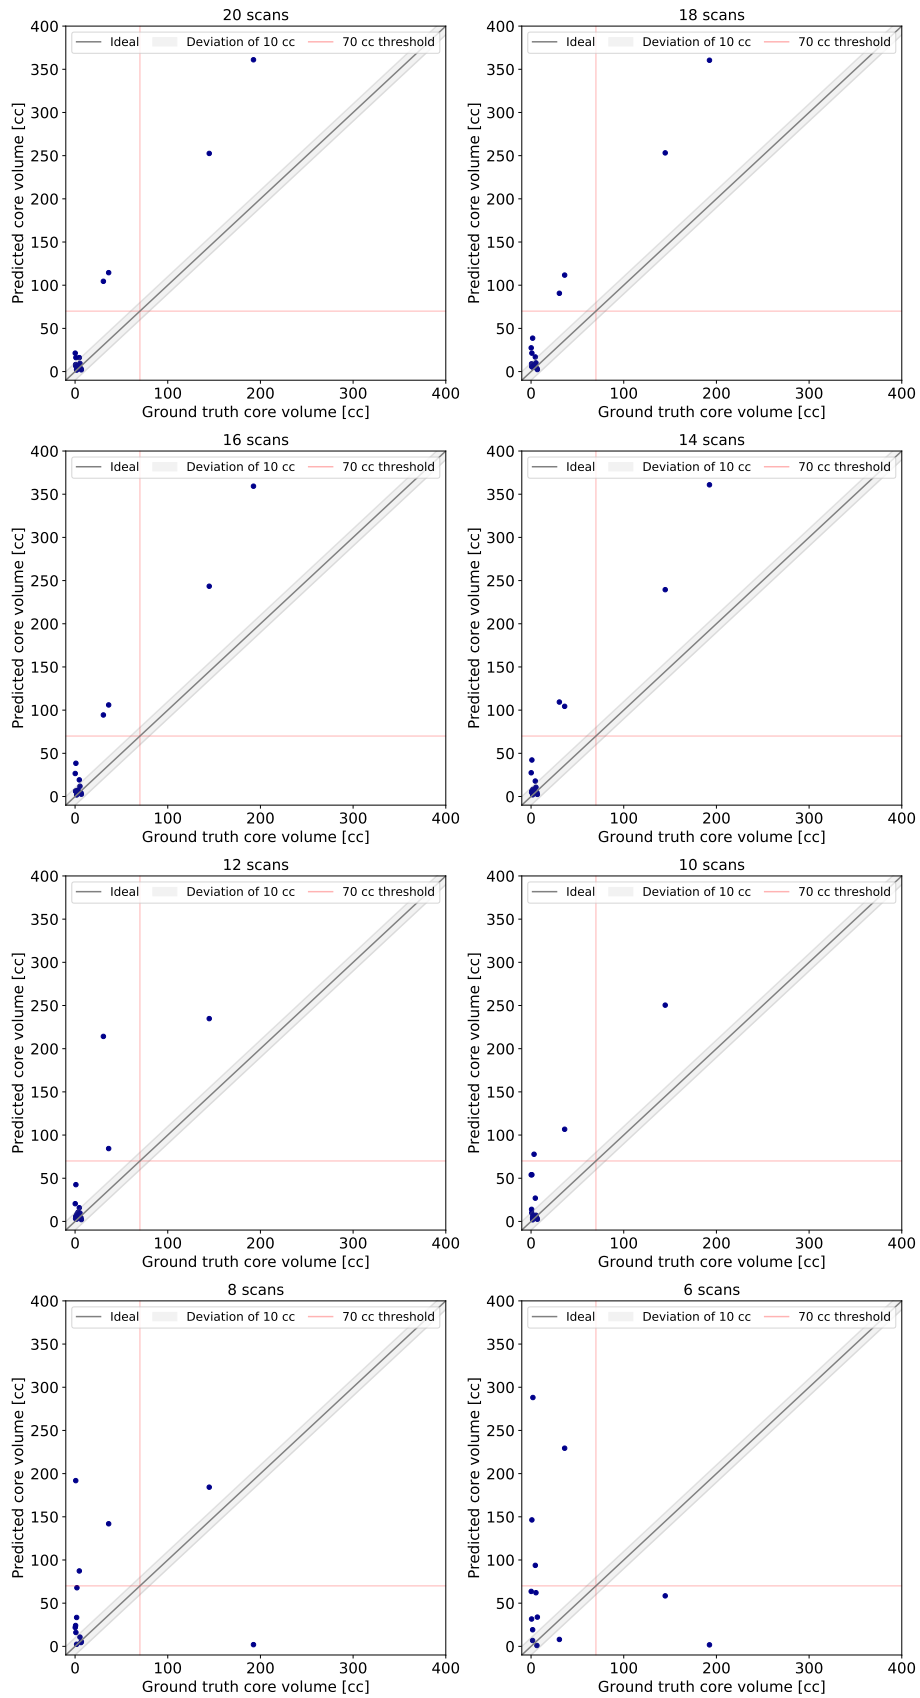 20 scans
Ideal Deviation of 10 cc 70 cc threshold
Predicted core volume [cc]
400
350
300
250
200
150
100
50
0
0 100 200 300 400
Ground truth core volume [cc]
18 scans
Ideal Deviation of 10 cc 70 cc threshold
Predicted core volume [cc]
400
350
300
250
200
150
100
50
0
0 100 200 300 400
Ground truth core volume [cc]
16 scans
Ideal Deviation of 10 cc 70 cc threshold
Predicted core volume [cc]
400
350
300
250
200
150
100
50
0
0 100 200 300 400
Ground truth core volume [cc]
14 scans
Ideal Deviation of 10 cc 70 cc threshold
Predicted core volume [cc]
400
350
300
250
200
150
100
50
0
0 100 200 300 400
Ground truth core volume [cc]
12 scans
Ideal Deviation of 10 cc 70 cc threshold
Predicted core volume [cc]
400
350
300
250
200
150
100
50
0
0 100 200 300 400
Ground truth core volume [cc]
10 scans
Ideal Deviation of 10 cc 70 cc threshold
Predicted core volume [cc]
400
350
300
250
200
150
100
50
0
0 100 200 300 400
Ground truth core volume [cc]
8 scans
Ideal Deviation of 10 cc 70 cc threshold
Predicted core volume [cc]
400
350
300
250
200
150
100
50
0
0 100 200 300 400
Ground truth core volume [cc]
6 scans
Ideal Deviation of 10 cc 70 cc threshold
Predicted core volume [cc]
400
350
300
250
200
150
100
50
0
0 100 200 300 400
Ground truth core volume [cc]